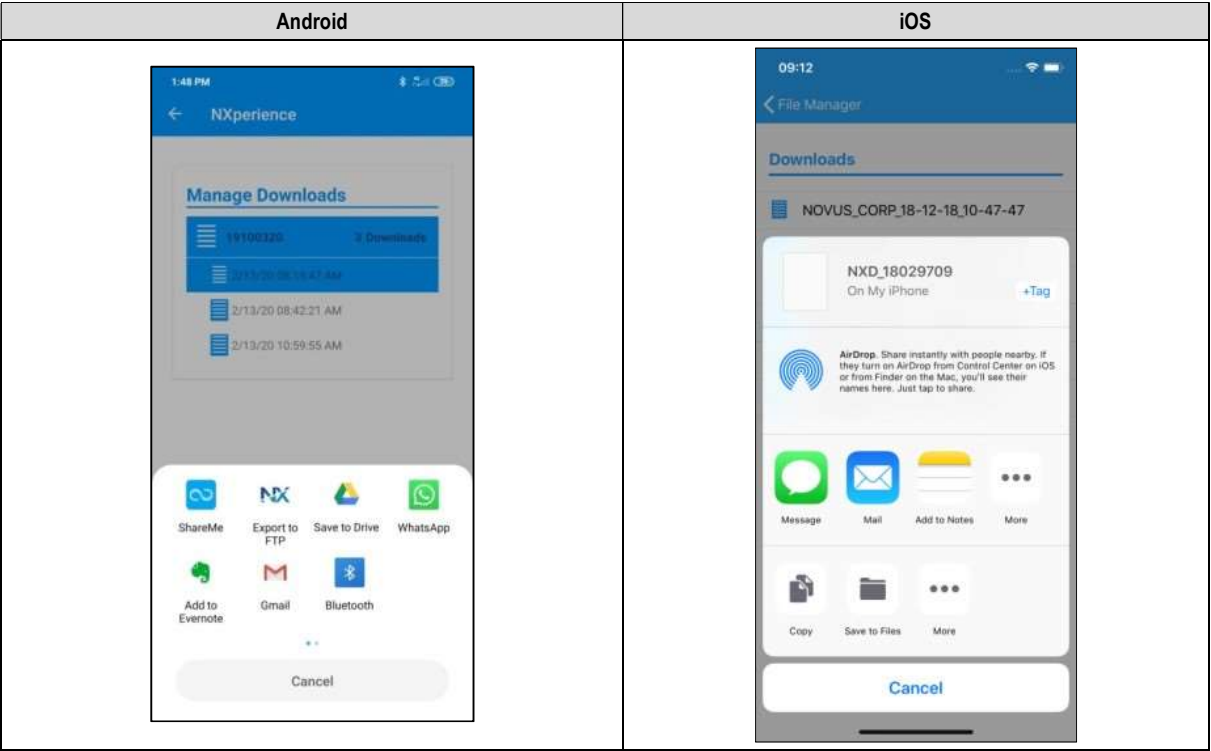 Android
iOS
1:48 PM
NXperience
Manage Downloads
19100320 3 Downloads
2/13/20 08:42:21 AM
2/13/20 10:59:55 AM
ShareMe
Export to
FTP
Save to Drive
WhatsApp
Add to
Evernote
Gmail
Bluetooth
Cancel
09:12
File Manager
Downloads
NOVUS_CORP_18-12-18_10-47-47
NXD_18029709
On My iPhone
+Tag
AirDrop. Share instantly with people nearby. If
they turn on AirDrop from Control Center on iOS
or from Finder on the Mac, you'll see their
names here. Just tap to share.
Message
Mail
Add to Notes
More
Copy
Save to Files
More
Cancel